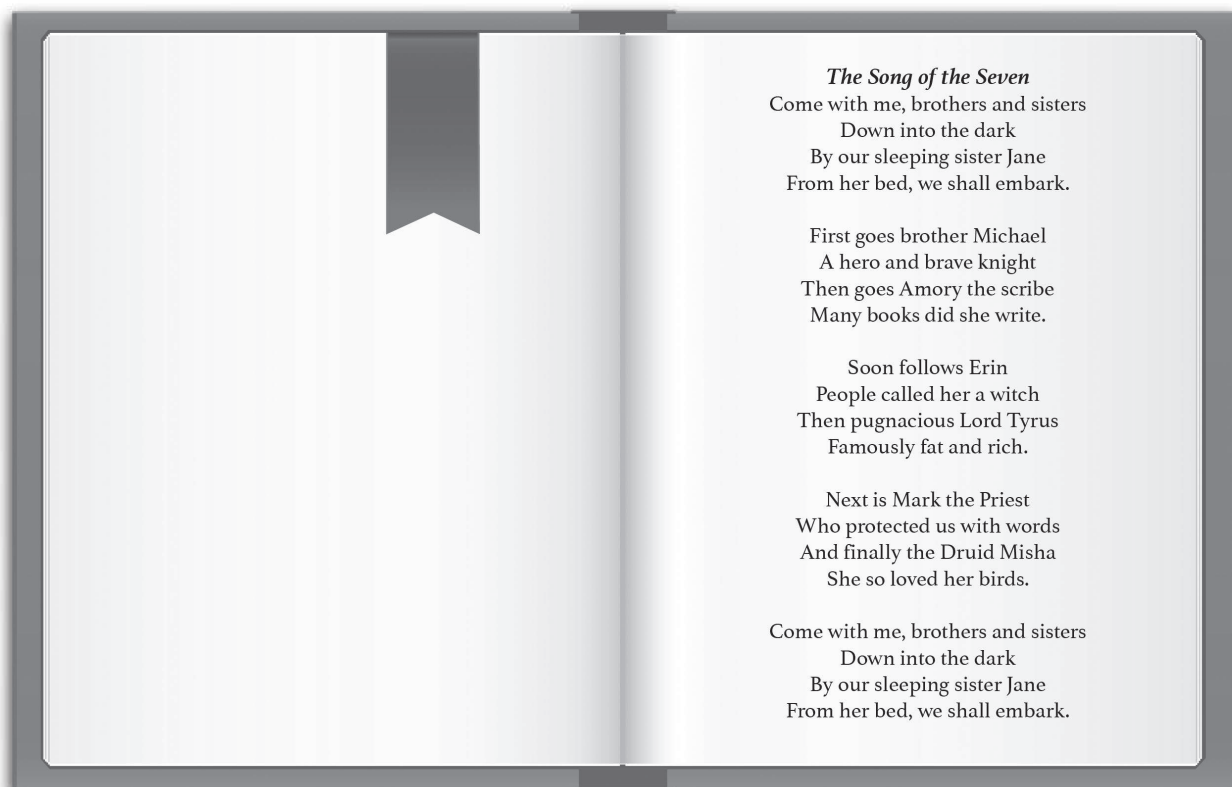 The Song of the Seven
Come with me, brothers and sisters
Down into the dark
By our sleeping sister Jane
From her bed, we shall embark.

First goes brother Michael
A hero and brave knight
Then goes Amory the scribe
Many books did she write.

Soon follows Erin
People called her a witch
Then pugnacious Lord Tyrus
Famously fat and rich.

Next is Mark the Priest
Who protected us with words
And finally the Druid Misha
She so loved her birds.

Come with me, brothers and sisters
Down into the dark
By our sleeping sister Jane
From her bed, we shall embark.